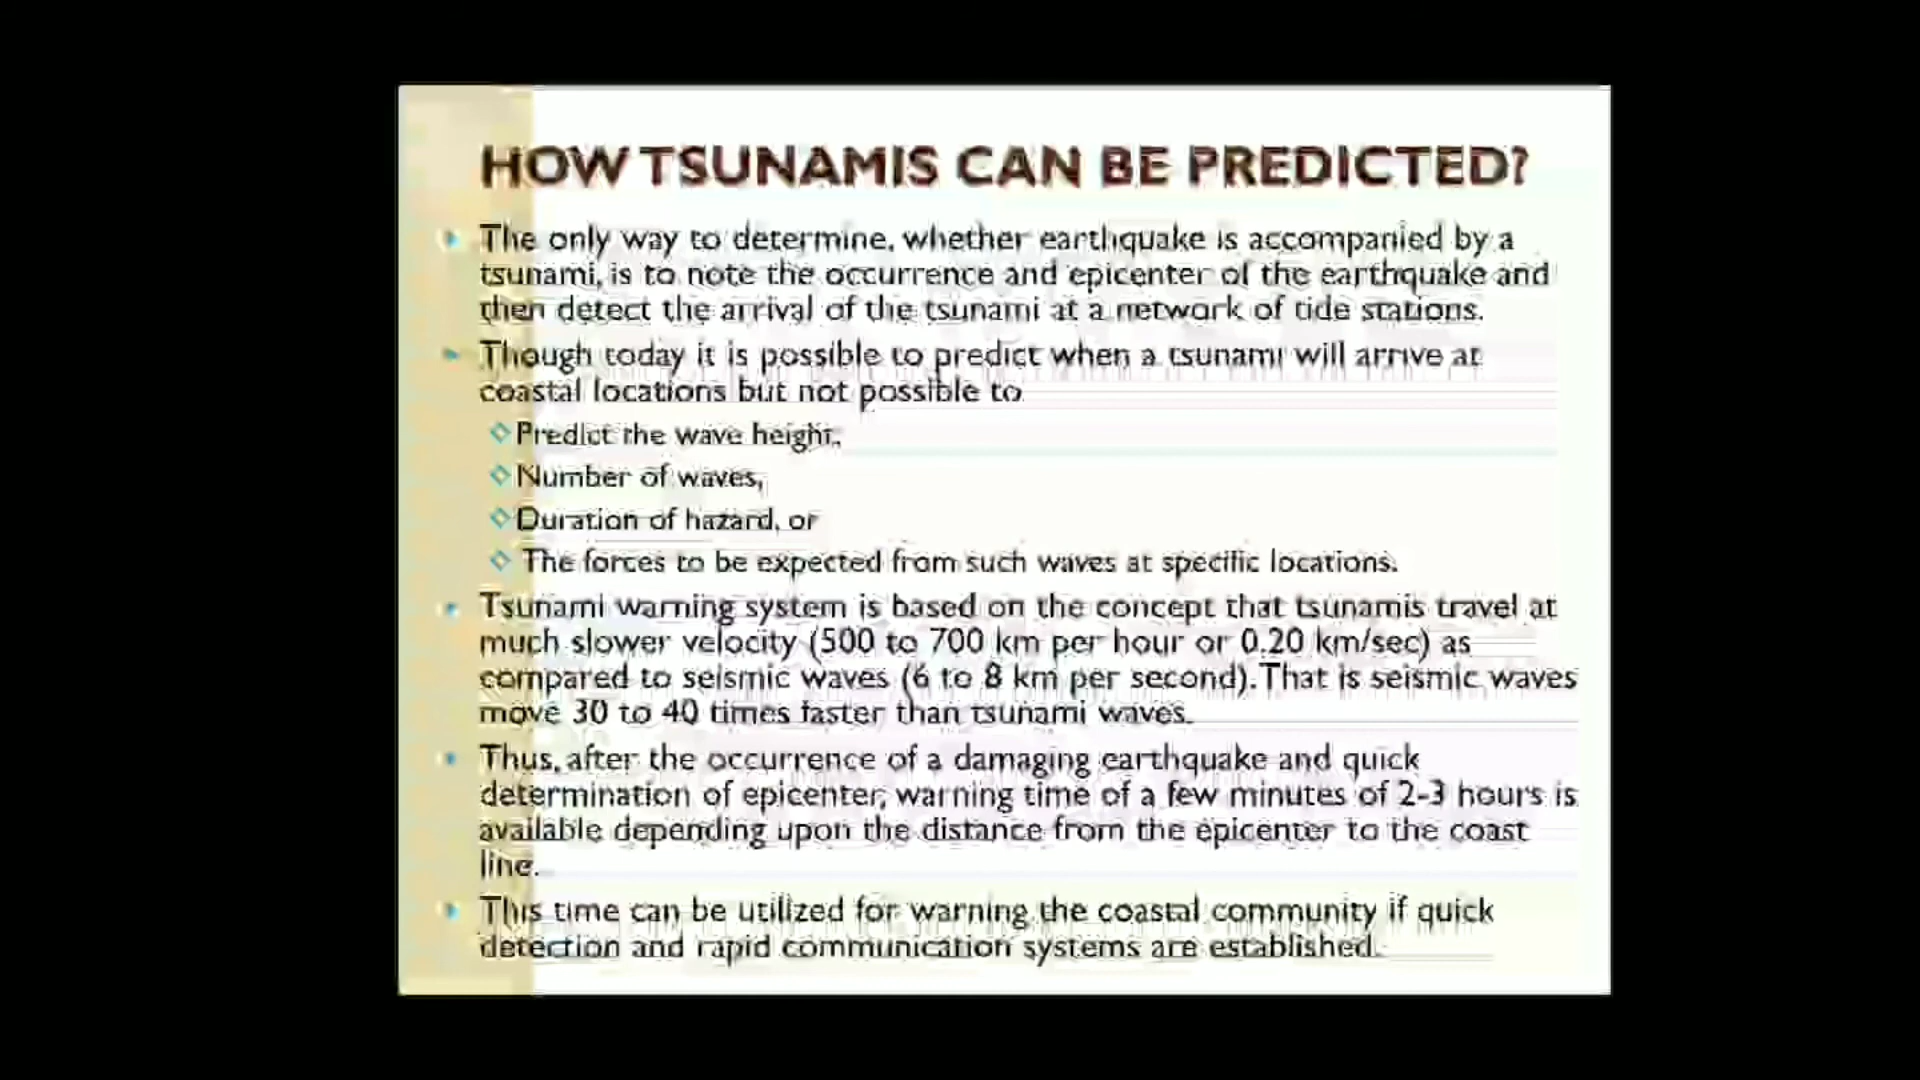 HOW TSUNAMIS CAN BE PREDICTED?
The only way to determine, whether earthquake is accompanied by a
tsunami, is to note the occurrence and epicenter of the earthquake and
then detect the arrival of the tsunami at a network of tide stations.
Though today it is possible to predict when a tsunami will arrive at
coastal locations but not possible to
Predict the wave height,
Number of waves,
Duration of hazard, or
The forces to be expected from such waves at specific locations.
Tsunami warning system is based on the concept that tsunamis travel at
much slower velocity (500 to 700 km per hour or 0.20 km/sec) as
compared to seismic waves (6 to 8 km per second). That is seismic waves
move 30 to 40 times faster than tsunami waves.
Thus, after the occurrence of a damaging earthquake and quick
determination of epicenter, warning time of a few minutes of 2-3 hours is
available depending upon the distance from the epicenter to the coast
line.
This time can be utilized for warning the coastal community if quick
detection and rapid communication systems are established.